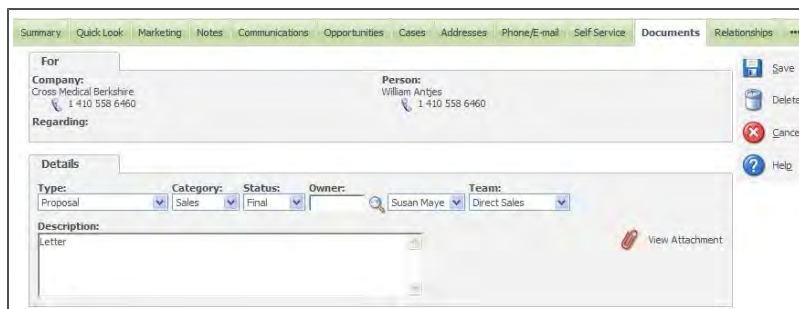 Summary Quick Look Marketing Notes Communications Opportunities Cases Addresses Phone/E-mail Self Service Documents Relationships
For
Company: Person:
Cross Medical Berkshire William Antjes
1 410 558 6460 1 410 558 6460
Regarding:
Save
Delete
Cance
Help
Details
Type: Category: Status: Owner: Team:
Proposal Sales Final Susan Maye Direct Sales
Description:
Letter
View Attachment